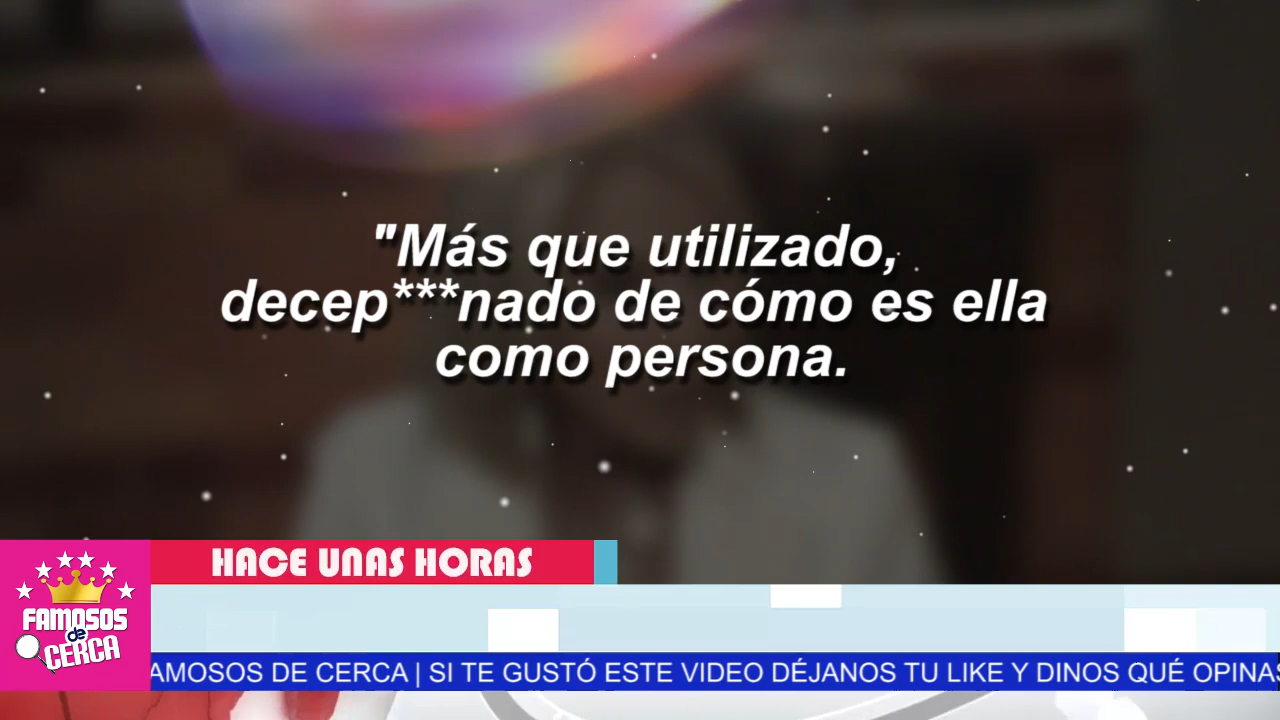 "Más que utilizado,
decep***nado de cómo es ella
como persona.
HACE UNAS HORAS
FAMOSOS
de
CERCA
AMOSOS DE CERCA | SI TE GUSTÓ ESTE VIDEO DÉJANOS TU LIKE Y DINOS QUÉ OPINAS